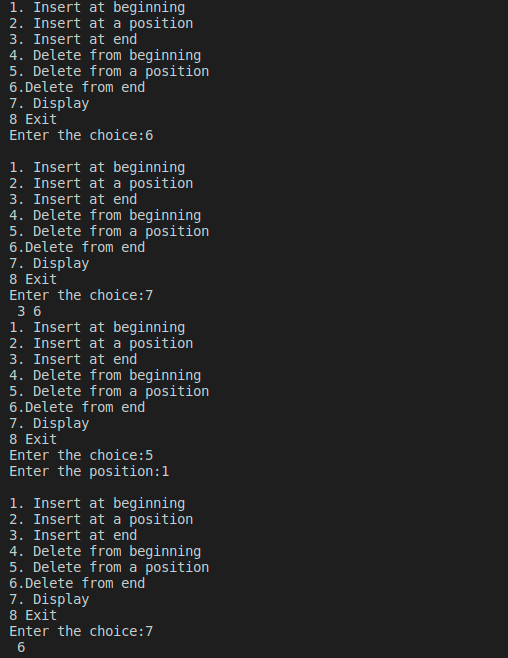 1. Insert at beginning
2. Insert at a position
3. Insert at end
4. Delete from beginning
5. Delete from a position
6.Delete from end
7. Display
8 Exit
Enter the choice:6
1. Insert at beginning
2. Insert at a position
3. Insert at end
4. Delete from beginning
5. Delete from a position
6.Delete from end
7. Display
8 Exit
Enter the choice:7
3 6
1. Insert at beginning
2. Insert at a position
3. Insert at end
4. Delete from beginning
5. Delete from a position
6.Delete from end
7. Display
8 Exit
Enter the choice:5
Enter the position:1
1. Insert at beginning
2. Insert at a position
3. Insert at end
4. Delete from beginning
5. Delete from a position
6.Delete from end
7. Display
8 Exit
Enter the choice:7
6